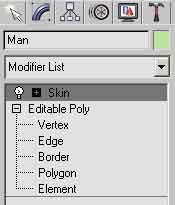 Man
Modifier List
Skin
Editable Poly
Vertex
Edge
Border
Polygon
Element